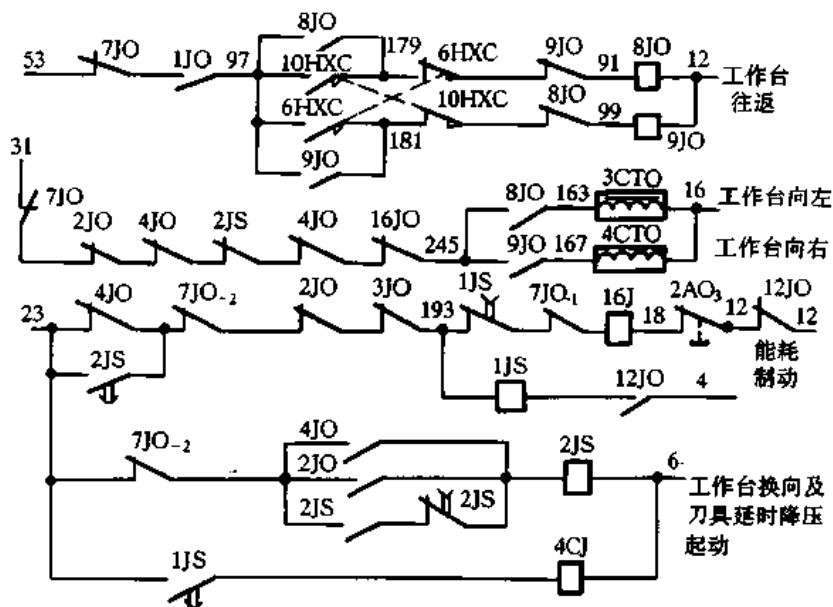 8JO
53 7JO 1JO 97 179 6HXC 9JO 91 8JO 12 工作台
10HXC 往返
6HXC 10HXC 8JO 99
181 9JO
9JO
31
7JO 8JO 163 3CTO 16 工作台向左
2JO 4JO 2JS 4JO 16JO
245 9JO 167 4CTO 工作台向右
23 4JO 7JO-2 2JO 3JO 193 1JS 7JO-1 16J 18 2AO3 12 12JO 12
能耗
2JS 制动
1JS 12JO 4
7JO-2 4JO 2JS 6
2JO 工作台换向及
2JS 2JS 刀具延时降压
起动
1JS 4CJ